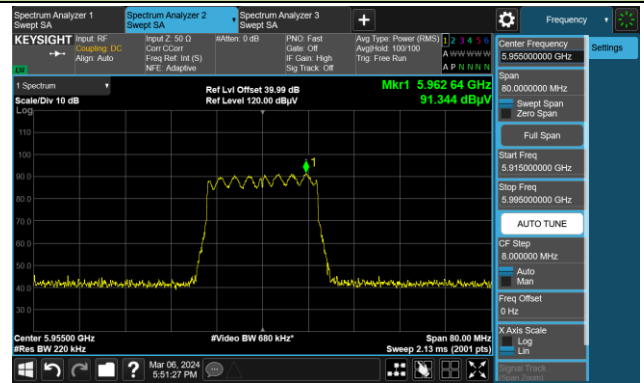 Spectrum Analyzer 1
Swept SA
Spectrum Analyzer 2
Swept SA
Spectrum Analyzer 3
Swept SA
Frequency
KEYSIGHT
Input: RF
Coupling: DC
Align: Auto
Input Z: 50 Ω
Corr CCorr
Freq Ref: Int (S)
NFE: Adaptive
#Atten: 0 dB
PNO: Fast
Gate: Off
IF Gain: High
Sig Track: Off
Avg Type: Power (RMS)
Avg|Hold: 100/100
Trig: Free Run
1 2 3 4 5 6
A W W W W W
A P N N N N
1 Spectrum
Scale/Div 10 dB
Log
Ref Lvl Offset 39.99 dB
Ref Level 120.00 dBµV
Mkr1 5.962 64 GHz
91.344 dBµV
110
100
90.0
80.0
70.0
60.0
50.0
40.0
30.0
1
Center 5.95500 GHz
#Res BW 220 kHz
#Video BW 680 kHz*
Span 80.00 MHz
Sweep 2.13 ms (2001 pts)
Mar 06, 2024
5:51:27 PM
Center Frequency
5.955000000 GHz
Settings
Span
80.0000000 MHz
Swept Span
Zero Span
Full Span
Start Freq
5.915000000 GHz
Stop Freq
5.995000000 GHz
AUTO TUNE
CF Step
8.000000 MHz
Auto
Man
Freq Offset
0 Hz
X Axis Scale
Log
Lin
Signal Track
(Span Zoom)